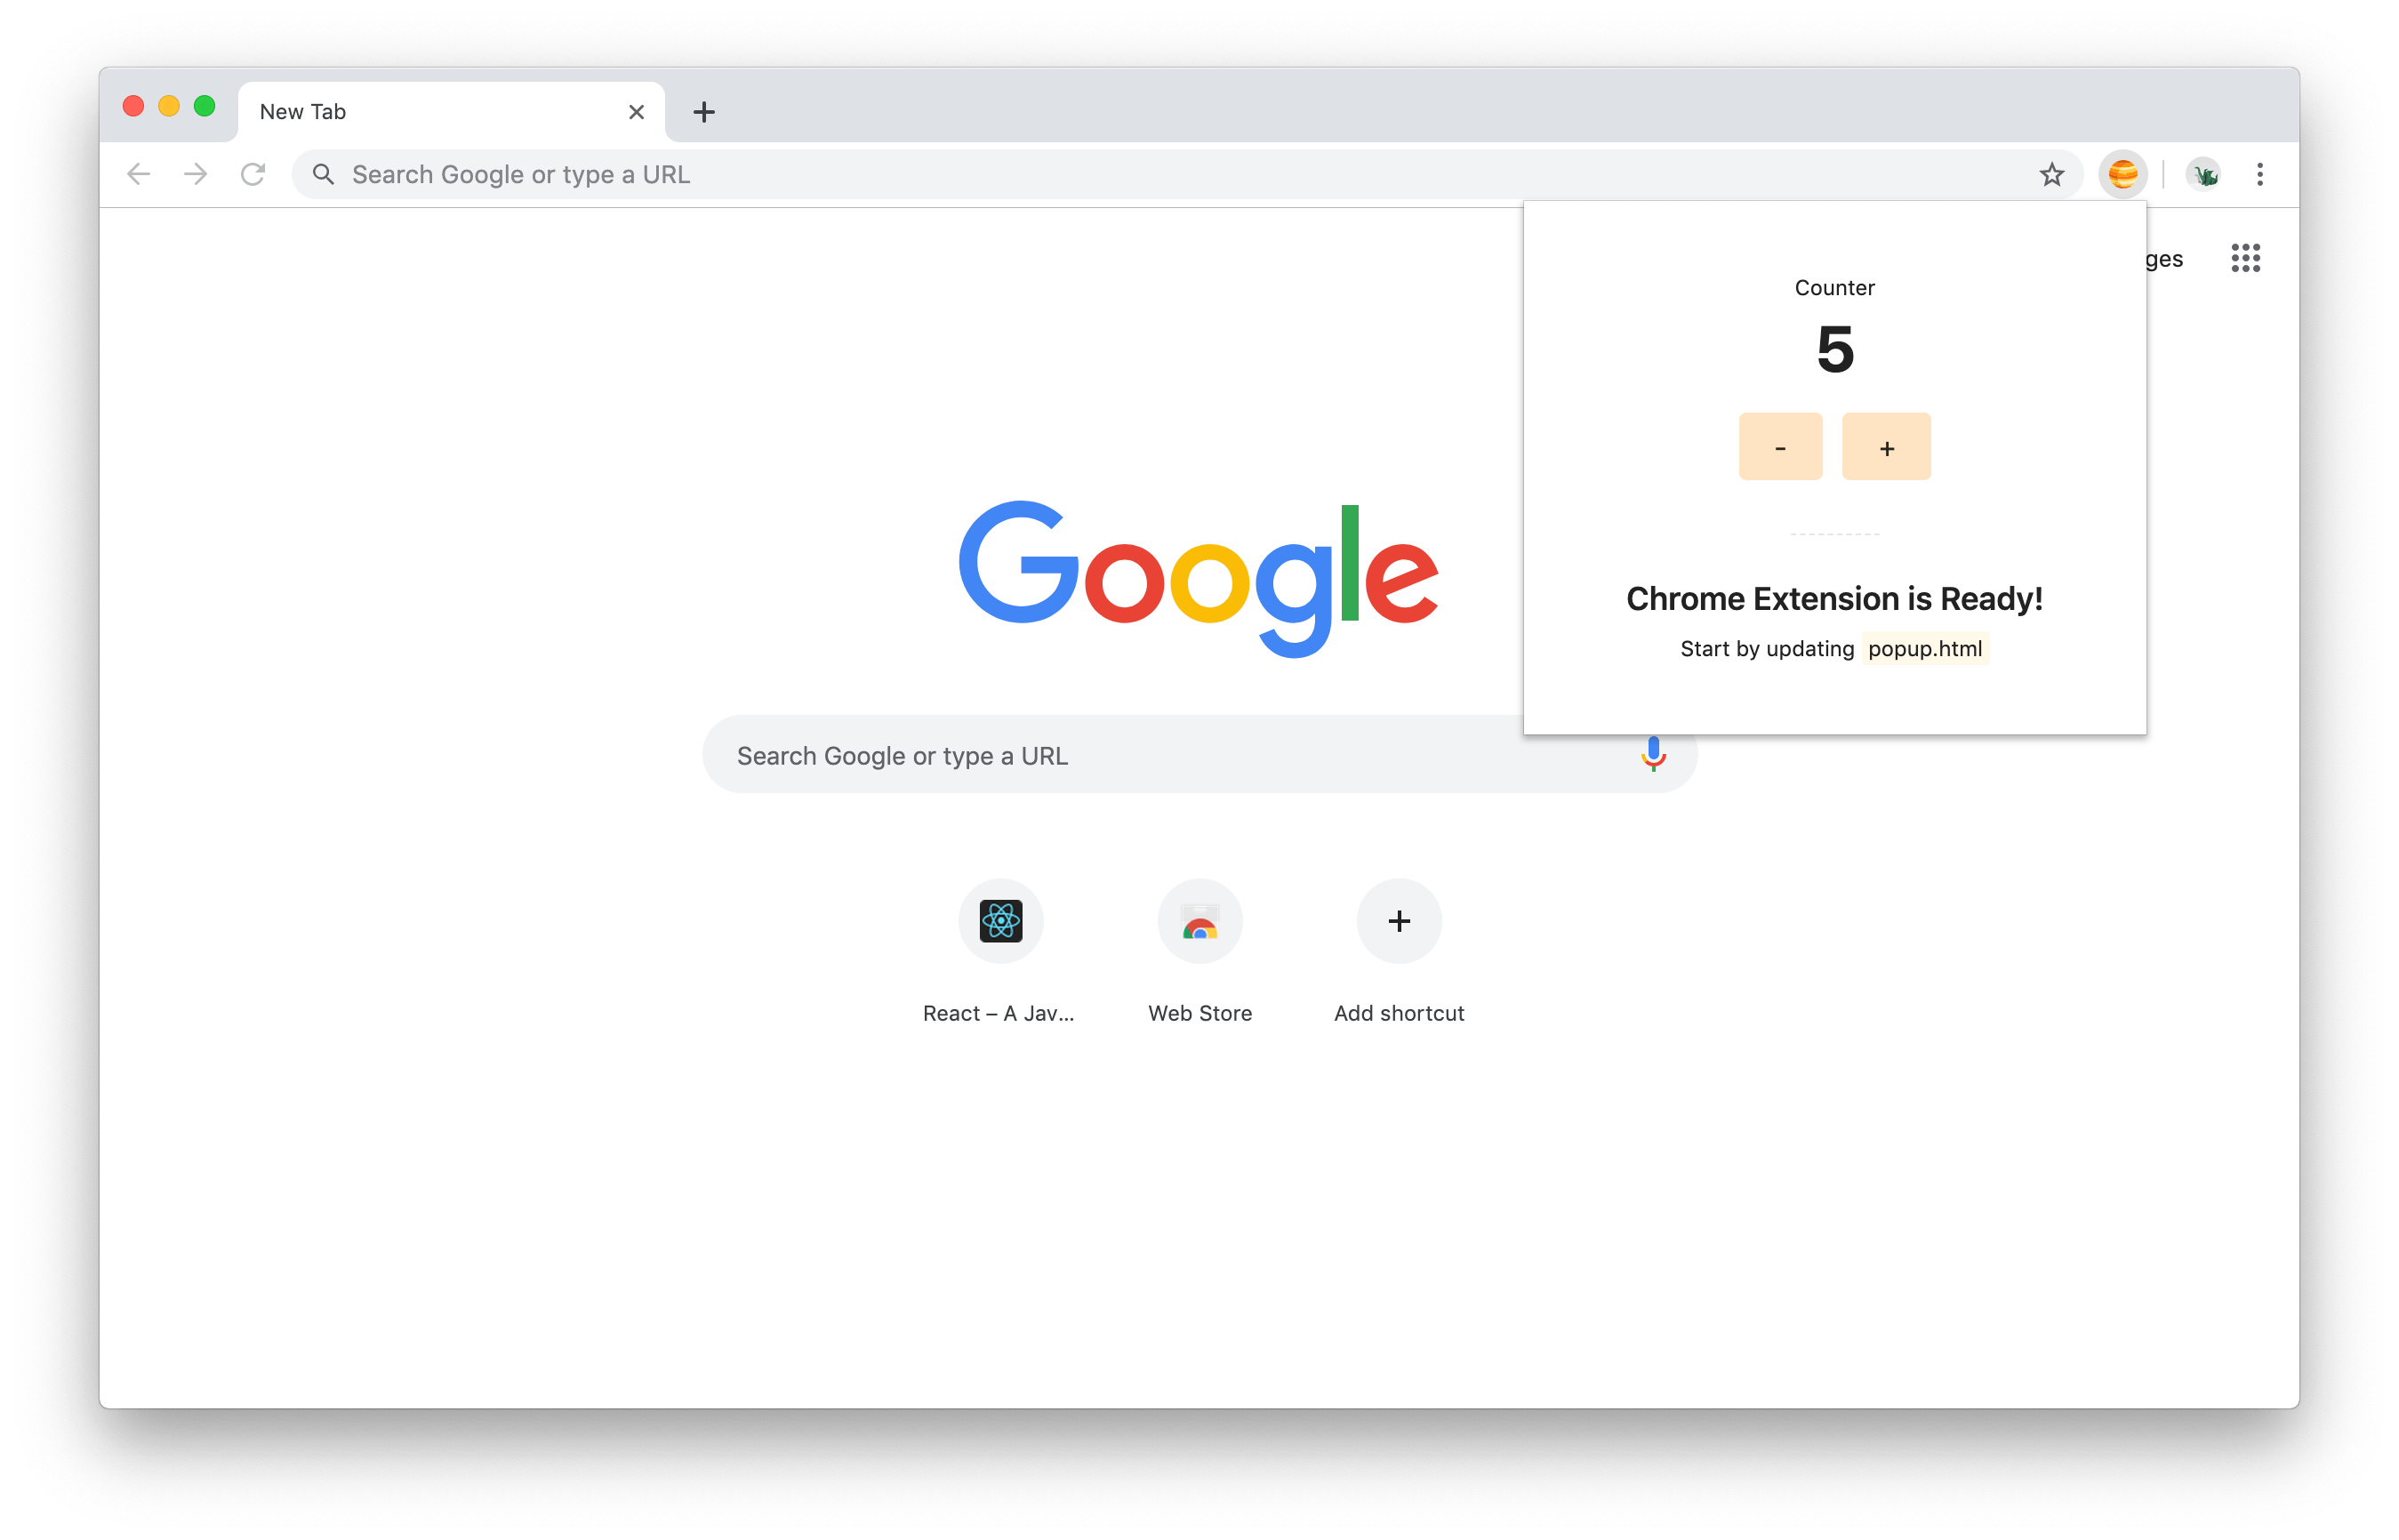 New Tab
Search Google or type a URL
ges
Counter
5
- +
Chrome Extension is Ready!
Start by updating popup.html
Google
Search Google or type a URL
React – A Jav...
Web Store
Add shortcut